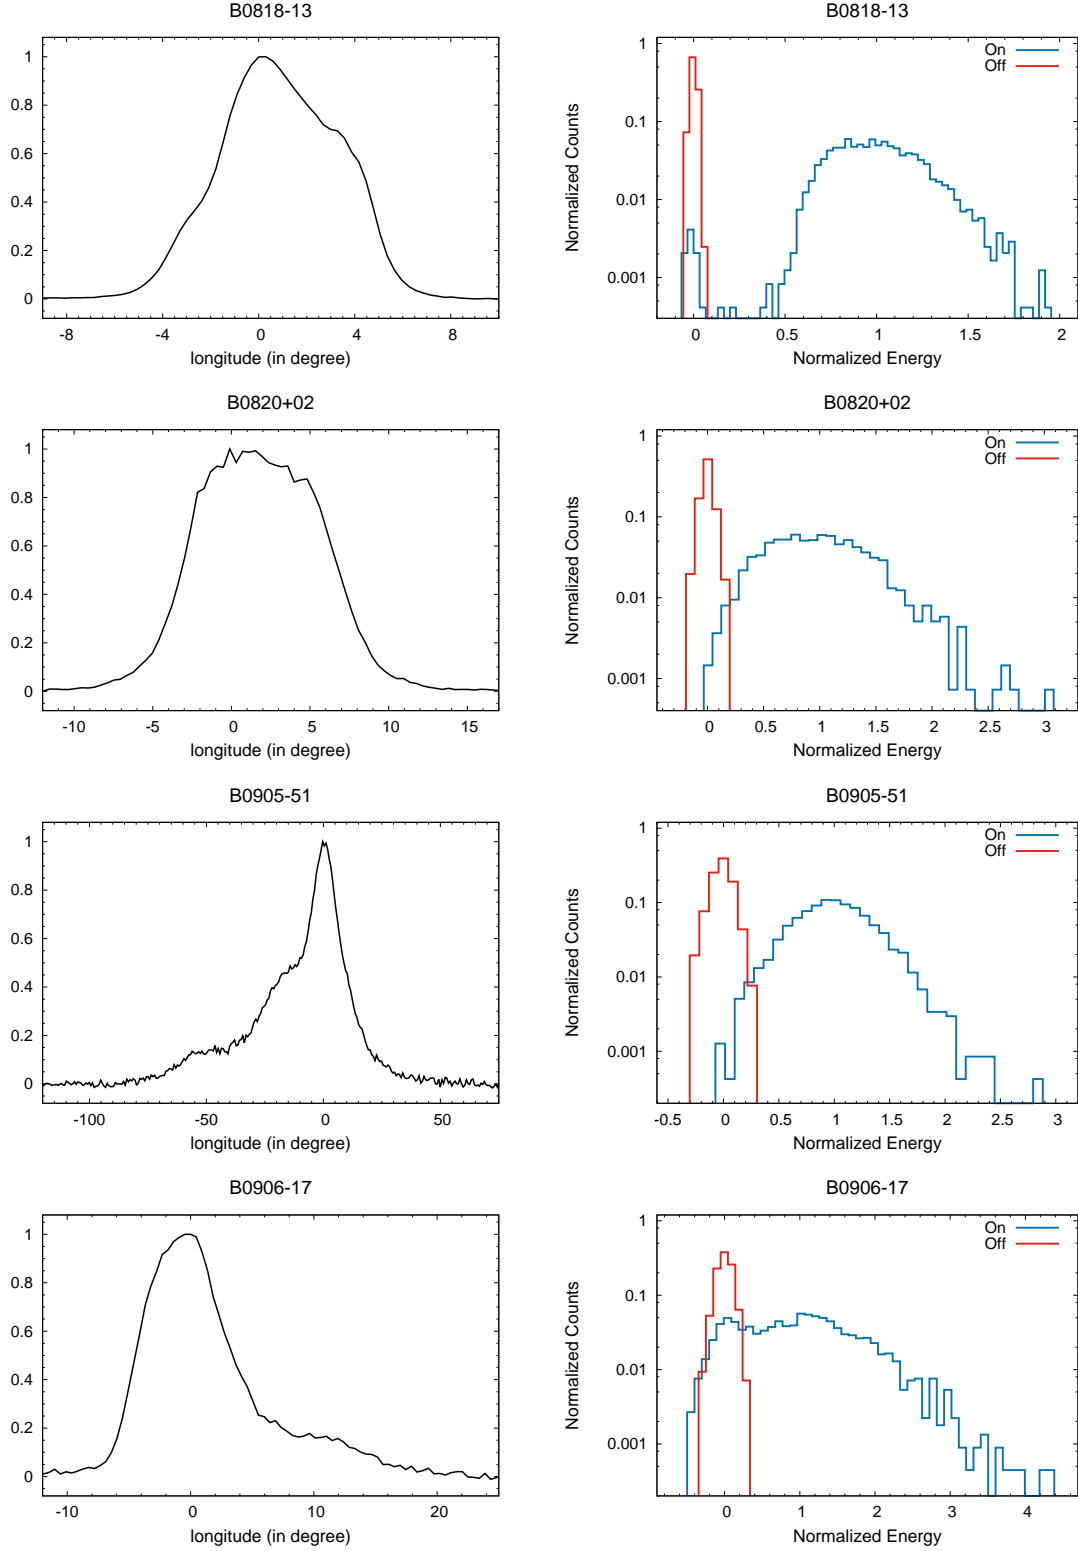 B0818-13
1
0.8
0.6
0.4
0.2
0
-8 -4 0 4 8
longitude (in degree)
B0818-13
On
Off
Normalized Counts
1
0.1
0.01
0.001
0 0.5 1 1.5 2
Normalized Energy
B0820+02
1
0.8
0.6
0.4
0.2
0
-10 -5 0 5 10 15
longitude (in degree)
B0820+02
On
Off
Normalized Counts
1
0.1
0.01
0.001
0 0.5 1 1.5 2 2.5 3
Normalized Energy
B0905-51
1
0.8
0.6
0.4
0.2
0
-100 -50 0 50
longitude (in degree)
B0905-51
On
Off
Normalized Counts
1
0.1
0.01
0.001
-0.5 0 0.5 1 1.5 2 2.5 3
Normalized Energy
B0906-17
1
0.8
0.6
0.4
0.2
0
-10 0 10 20
longitude (in degree)
B0906-17
On
Off
Normalized Counts
1
0.1
0.01
0.001
0 1 2 3 4
Normalized Energy